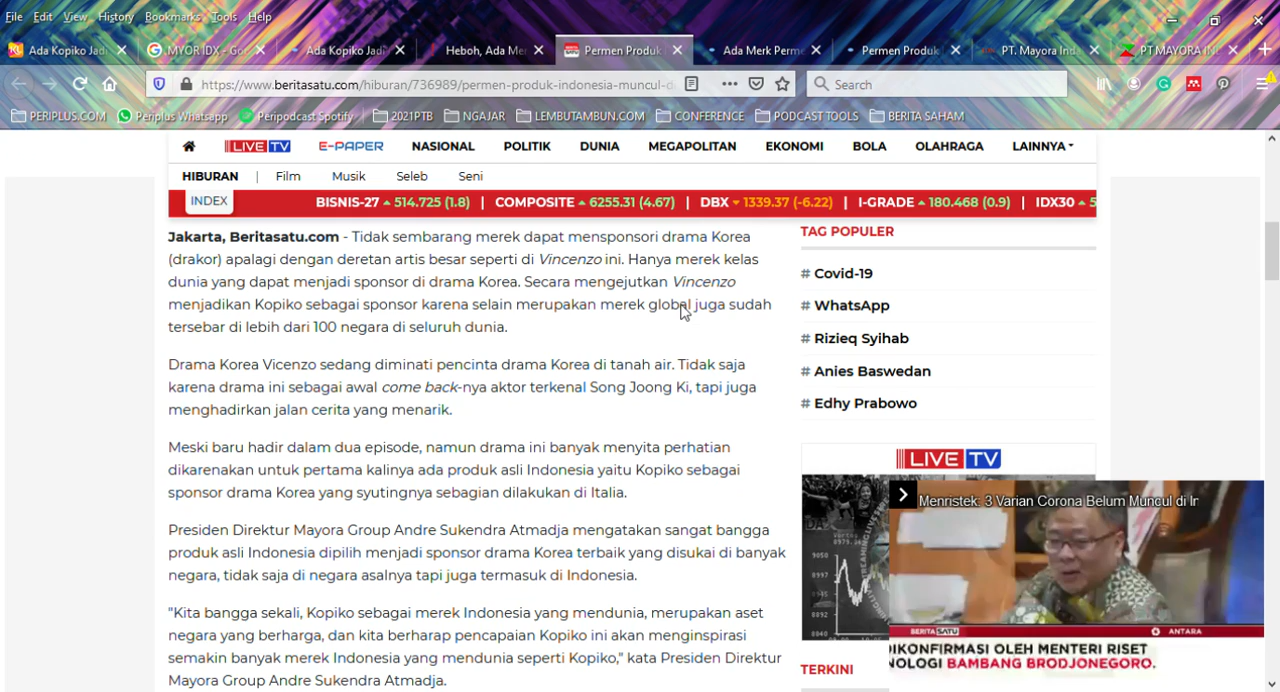 File Edit View History Bookmarks Tools Help
Ada Kopiko Jadi
MYOR IDX - Goo
Ada Kopiko Jadi
Heboh, Ada Mer
Permen Produk
Ada Merk Perme
Permen Produk
PT. Mayora Ind
PT MAYORA IN
https://www.beritasatu.com/hiburan/736989/permen-produk-indonesia-muncul-d
Search
PERIPLUS.COM Periplus Whatsapp Peripodcast Spotify 2021PTB NGAJAR LEMBUTAMBUN.COM CONFERENCE PODCAST TOOLS BERITA SAHAM
LIVE TV E-PAPER NASIONAL POLITIK DUNIA MEGAPOLITAN EKONOMI BOLA OLAHRAGA LAINNYA
HIBURAN | Film Musik Seleb Seni
INDEX BISNIS-27 514.725 (1.8) | COMPOSITE 6255.31 (4.67) | DBX 1339.37 (-6.22) | I-GRADE 180.468 (0.9) | IDX30 5
Jakarta, Beritasatu.com - Tidak sembarang merek dapat mensponsori drama Korea
(drakor) apalagi dengan deretan artis besar seperti di Vincenzo ini. Hanya merek kelas
dunia yang dapat menjadi sponsor di drama Korea. Secara mengejutkan Vincenzo
menjadikan Kopiko sebagai sponsor karena selain merupakan merek global juga sudah
tersebar di lebih dari 100 negara di seluruh dunia.
Drama Korea Vicenzo sedang diminati pencinta drama Korea di tanah air. Tidak saja
karena drama ini sebagai awal come back-nya aktor terkenal Song Joong Ki, tapi juga
menghadirkan jalan cerita yang menarik.
Meski baru hadir dalam dua episode, namun drama ini banyak menyita perhatian
dikarenakan untuk pertama kalinya ada produk asli Indonesia yaitu Kopiko sebagai
sponsor drama Korea yang syutingnya sebagian dilakukan di Italia.
Presiden Direktur Mayora Group Andre Sukendra Atmadja mengatakan sangat bangga
produk asli Indonesia dipilih menjadi sponsor drama Korea terbaik yang disukai di banyak
negara, tidak saja di negara asalnya tapi juga termasuk di Indonesia.
"Kita bangga sekali, Kopiko sebagai merek Indonesia yang mendunia, merupakan aset
negara yang berharga, dan kita berharap pencapaian Kopiko ini akan menginspirasi
semakin banyak merek Indonesia yang mendunia seperti Kopiko," kata Presiden Direktur
Mayora Group Andre Sukendra Atmadja.
TAG POPULER
# Covid-19
# WhatsApp
# Rizieq Syihab
# Anies Baswedan
# Edhy Prabowo
LIVE TV
Menristek: 3 Varian Corona Belum Muncul di In
9050
8997
8945
8892
8840
BERITA SATU ANTARA
DIKONFIRMASI OLEH MENTERI RISET
NOLOGI BAMBANG BRODJONEGORO.
TERKINI